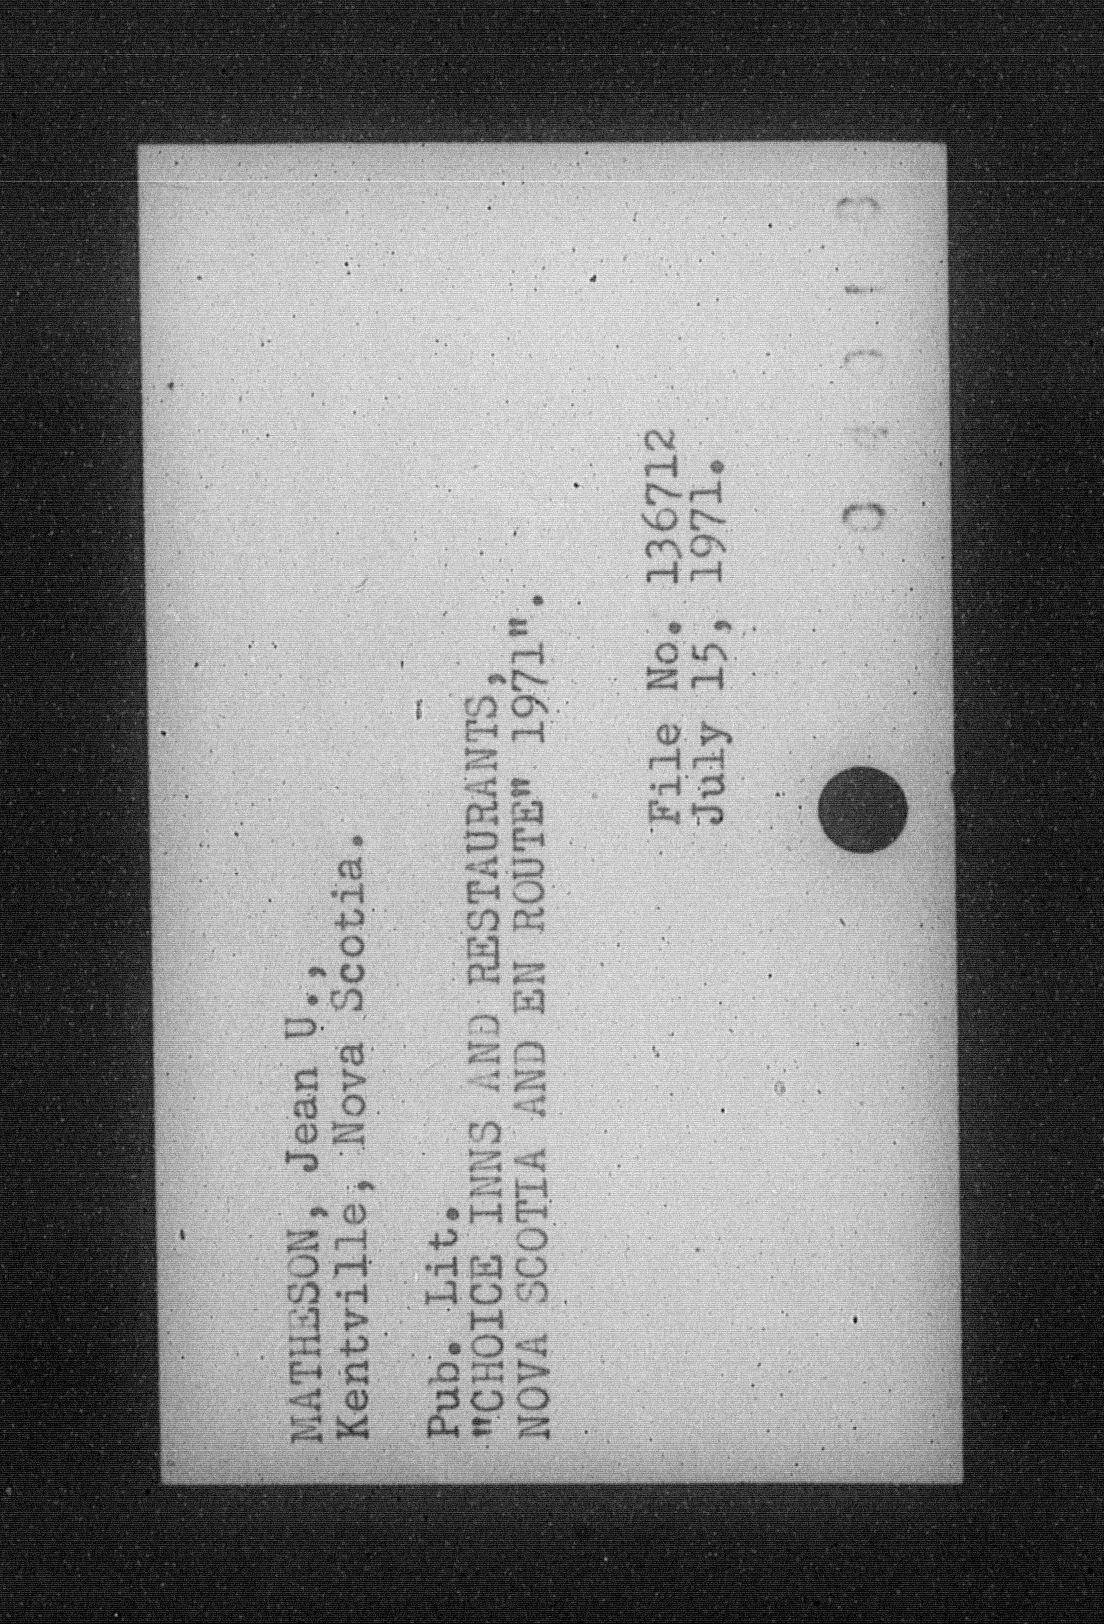 MATHESON, Jean U.,
Kentville, Nova Scotia.
Pub. Lit.
"CHOICE INNS AND RESTAURANTS,
NOVA SCOTIA AND EN ROUTE" 1971".
File No. 136712
July 15, 1971.